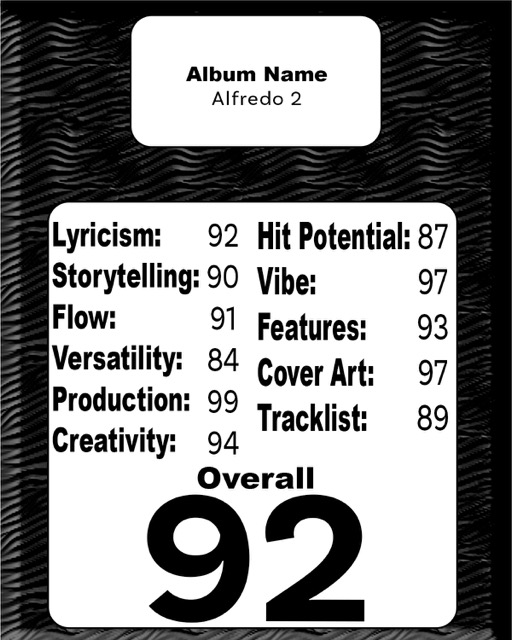 Album Name
Alfredo 2
Lyricism: 92
Storytelling: 90
Flow: 91
Versatility: 84
Production: 99
Creativity: 94
Hit Potential: 87
Vibe: 97
Features: 93
Cover Art: 97
Tracklist: 89
Overall
92